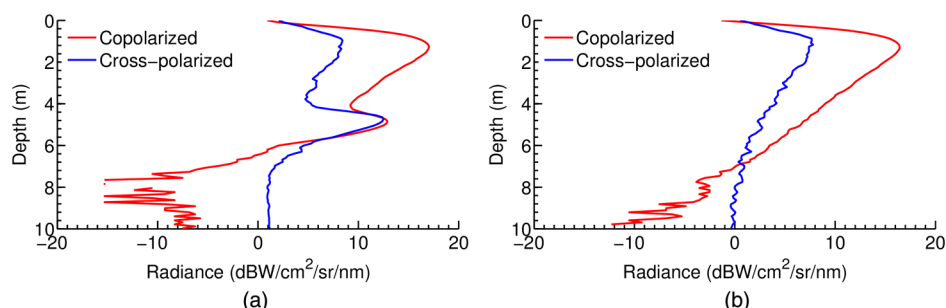 0
2
4
6
8
10
Depth (m)
Copolarized
Cross−polarized
−20 −10 0 10 20
Radiance (dBW/cm²/sr/nm)
(a)
0
2
4
6
8
10
Depth (m)
Copolarized
Cross−polarized
−20 −10 0 10 20
Radiance (dBW/cm²/sr/nm)
(b)